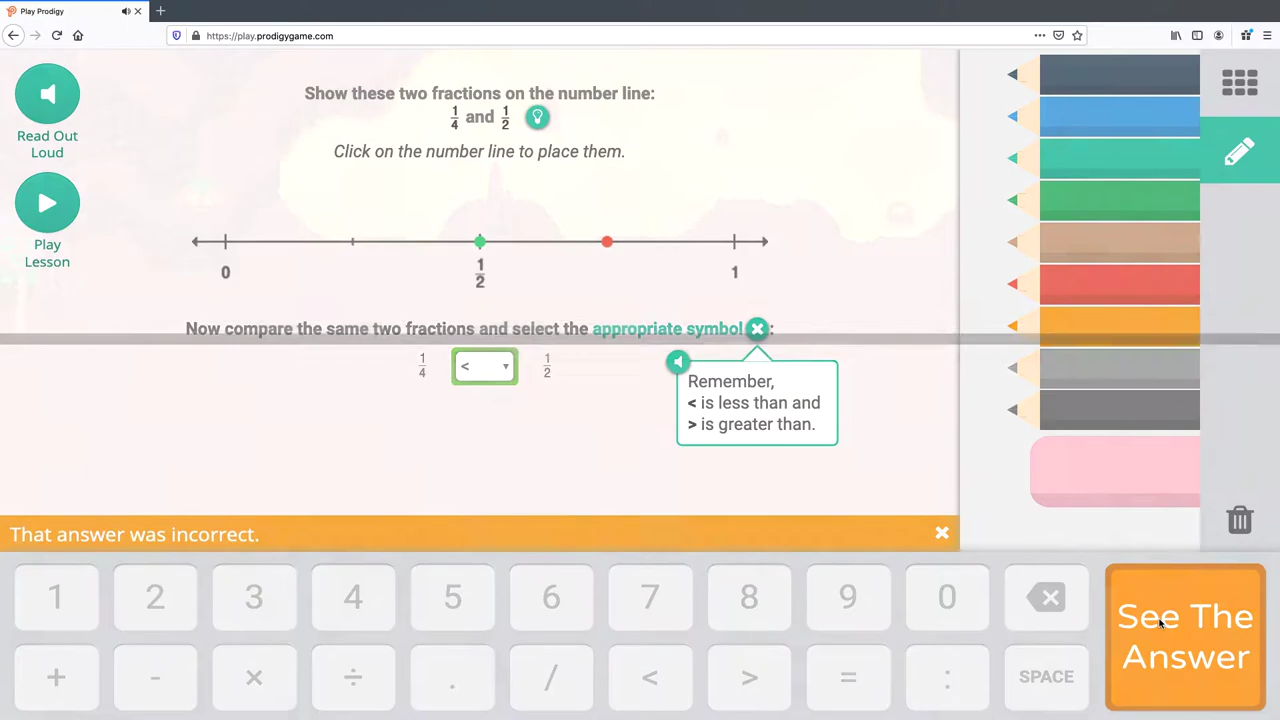 Play Prodigy
https://play.prodigygame.com
Read Out
Loud
Play
Lesson
Show these two fractions on the number line:
1/4 and 1/2
Click on the number line to place them.
0
1/2
1
Now compare the same two fractions and select the appropriate symbol :
1/4 < 1/2
Remember,
< is less than and
> is greater than.
That answer was incorrect.
1 2 3 4 5 6 7 8 9 0
+ - × ÷ . / < > = : SPACE
See The
Answer